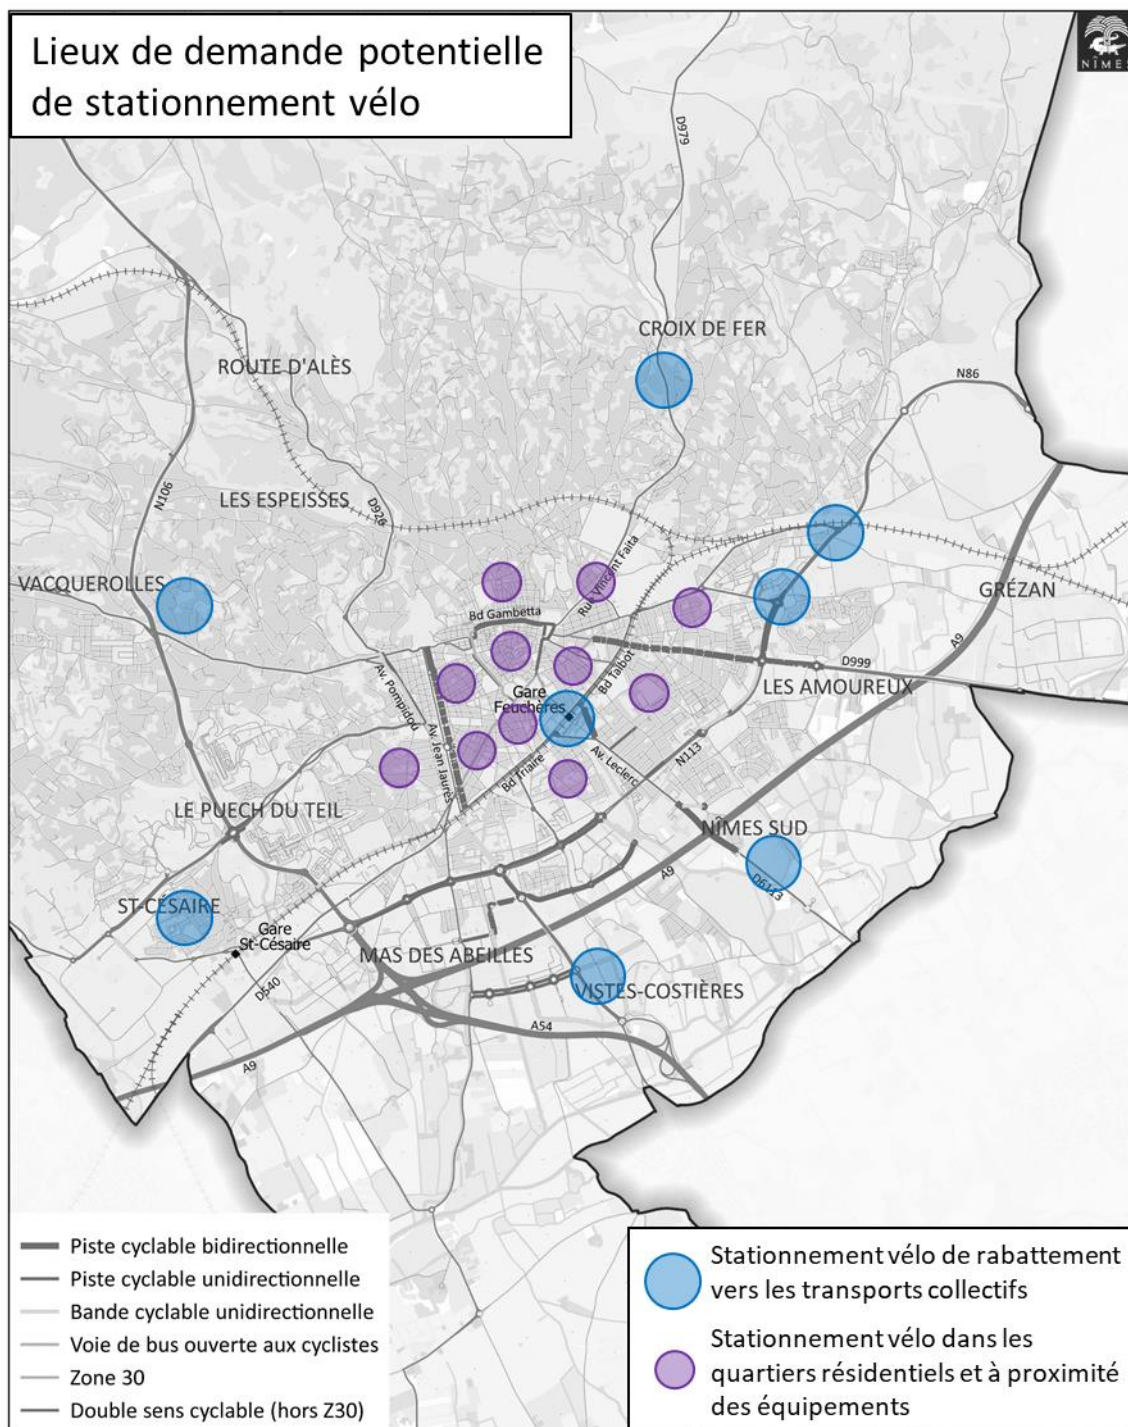 Lieux de demande potentielle
de stationnement vélo
NÎMES
D979
CROIX DE FER
ROUTE D'ALÈS
N86
N106
LES ESPEISSES
D926
VACQUEROLLES
Rue Vincent Faïta
GRÉZAN
Bd Gambetta
A9
D999
Bd Talbot
Av. Pompidou
Gare
Feuchères
LES AMOUREUX
Av. Jean Jaurès
Bd Triaire
Av. Leclerc
N113
LE PUECH DU TEIL
NÎMES SUD
A9
D6113
ST-CÉSAIRE
Gare
St-Césaire
MAS DES ABEILLES
D540
VISTES-COSTIÈRES
A54
A9
Piste cyclable bidirectionnelle
Piste cyclable unidirectionnelle
Bande cyclable unidirectionnelle
Voie de bus ouverte aux cyclistes
Zone 30
Double sens cyclable (hors Z30)
Stationnement vélo de rabattement
vers les transports collectifs
Stationnement vélo dans les
quartiers résidentiels et à proximité
des équipements